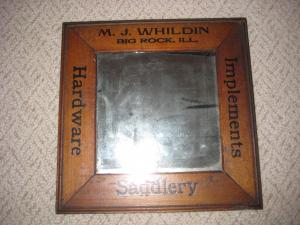 M. J. WHILDIN
BIG ROCK, ILL.
Hardware
Implements
Saddlery